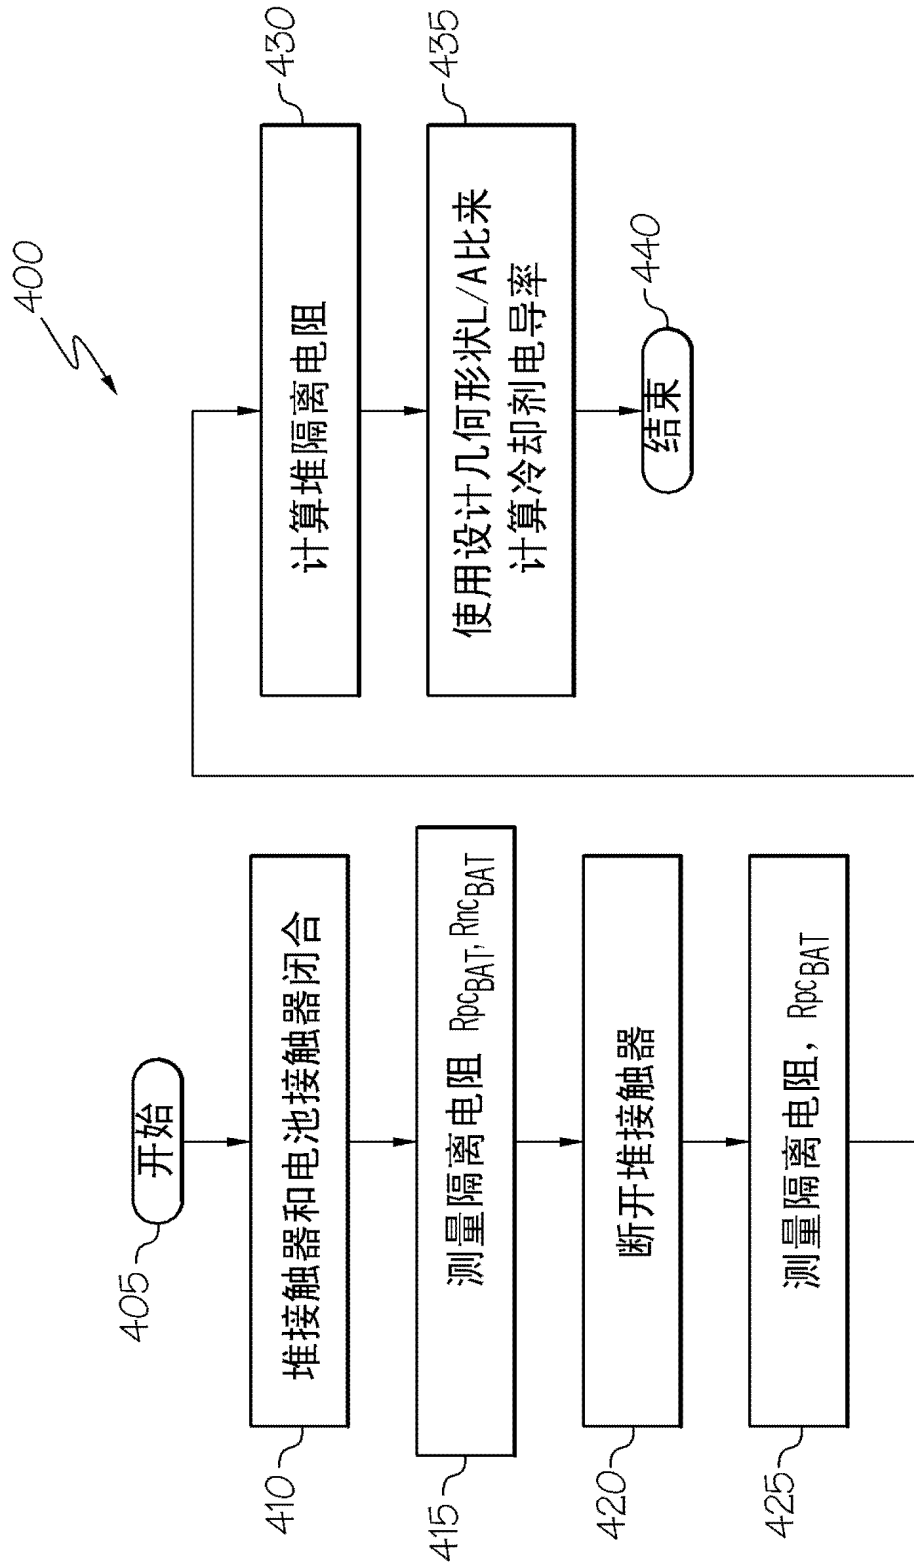 400
405
开始
410
堆接触器和电池接触器闭合
415
测量隔离电阻 RpcBAT, RncBAT
420
断开堆接触器
425
测量隔离电阻, RpcBAT
430
计算堆隔离电阻
435
使用设计几何形状L/A比来
计算冷却剂电导率
440
结束